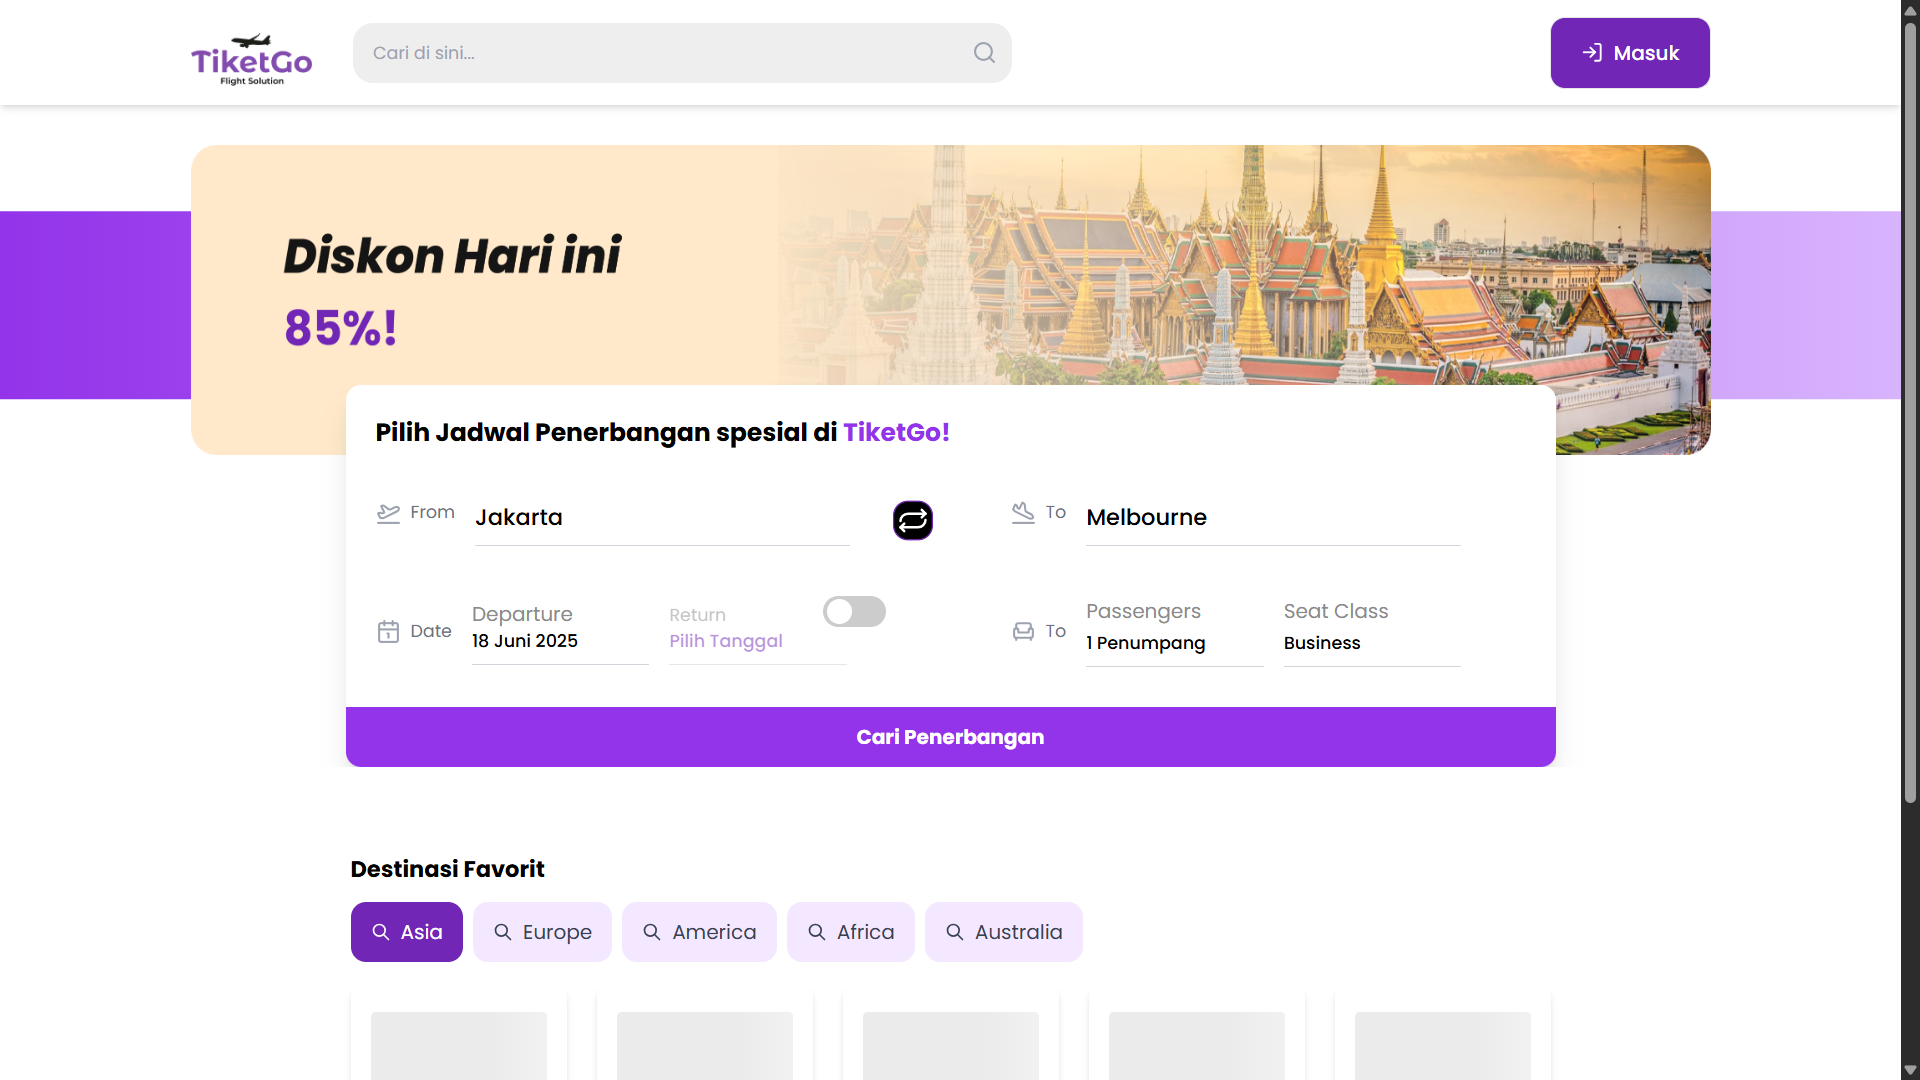 TiketGo
Flight Solution
Cari di sini...
Masuk
Diskon Hari ini
85%!
Pilih Jadwal Penerbangan spesial di TiketGo!
From
Jakarta
To
Melbourne
Date
Departure
18 Juni 2025
Return
Pilih Tanggal
To
Passengers
1 Penumpang
Seat Class
Business
Cari Penerbangan
Destinasi Favorit
Asia
Europe
America
Africa
Australia